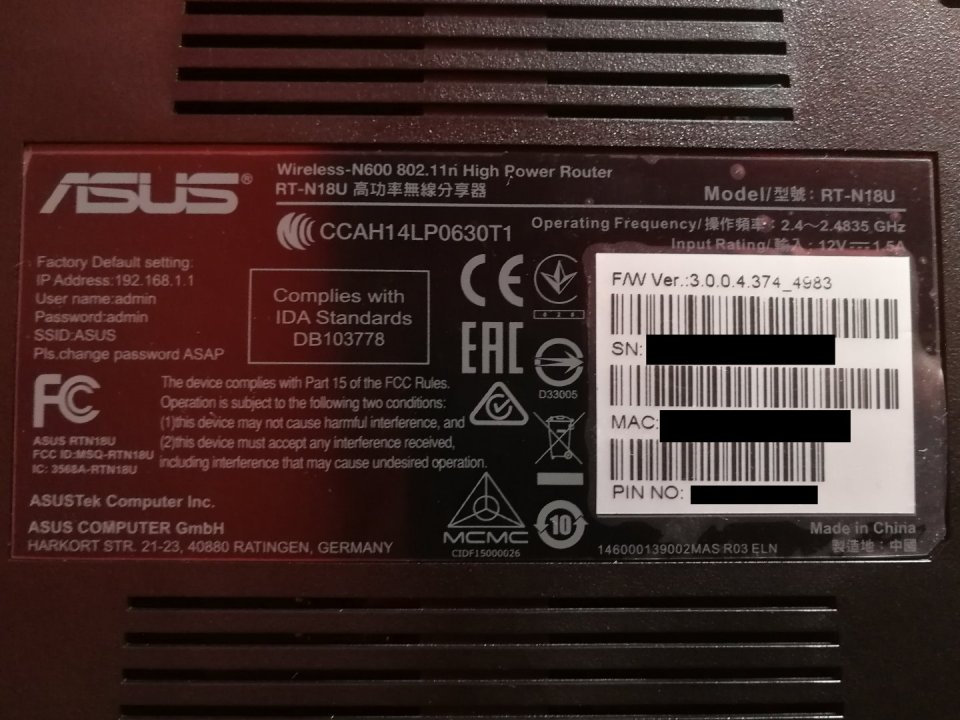 ASUS®
Wireless-N600 802.11n High Power Router
RT-N18U 高功率無線分享器
Model/型號: RT-N18U
CCAH14LP0630T1
Operating Frequency/操作頻率: 2.4~2.4835 GHz
Input Rating/輸入: 12V 1.5A
Factory Default setting:
IP Address:192.168.1.1
User name:admin
Password:admin
SSID:ASUS
Pls.change password ASAP
Complies with
IDA Standards
DB103778
CE
028
EAC
D33005
F/W Ver.:3.0.0.4.374_4983
SN:
MAC:
PIN NO:
FC
ASUS RTN18U
FCC ID:MSQ-RTN18U
IC: 3568A-RTN18U
The device complies with Part 15 of the FCC Rules.
Operation is subject to the following two conditions:
(1)this device may not cause harmful interference, and
(2)this device must accept any interference received,
including interference that may cause undesired operation.
ASUSTek Computer Inc.
ASUS COMPUTER GmbH
HARKORT STR. 21-23, 40880 RATINGEN, GERMANY
MCMC
CIDF15000026
10
146000139002MAS R03 ELN
Made in China
製造地:中國